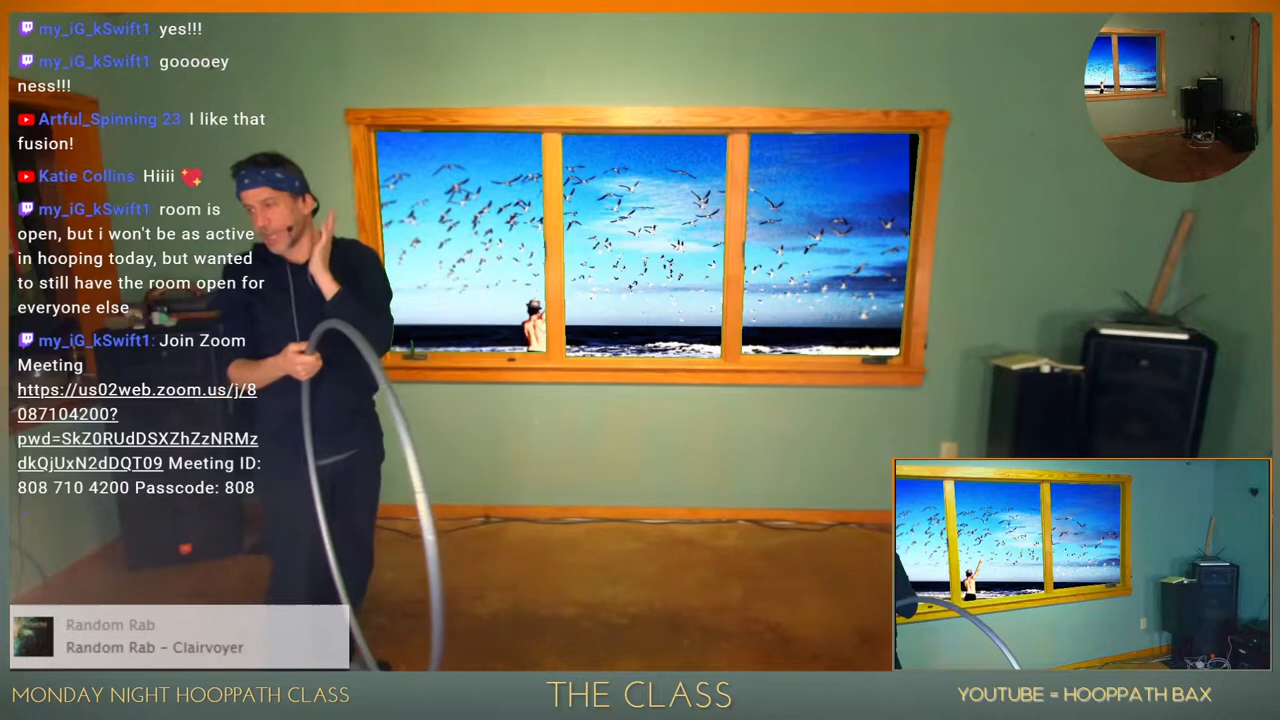 my_iG_kSwift1: yes!!!
my_iG_kSwift1: gooooey
ness!!!
Artful_Spinning 23 I like that
fusion!
Katie Collins: Hiiii 💖
my_iG_kSwift1: room is
open, but i won't be as active
in hooping today, but wanted
to still have the room open for
everyone else
my_iG_kSwift1: Join Zoom
Meeting
https://us02web.zoom.us/j/8
087104200?
pwd=SkZ0RUdDSXZhZzNRMz
dkQjUxN2dDQT09 Meeting ID:
808 710 4200 Passcode: 808
Random Rab
Random Rab - Clairvoyer
MONDAY NIGHT HOOPPATH CLASS
THE CLASS
YOUTUBE = HOOPPATH BAX